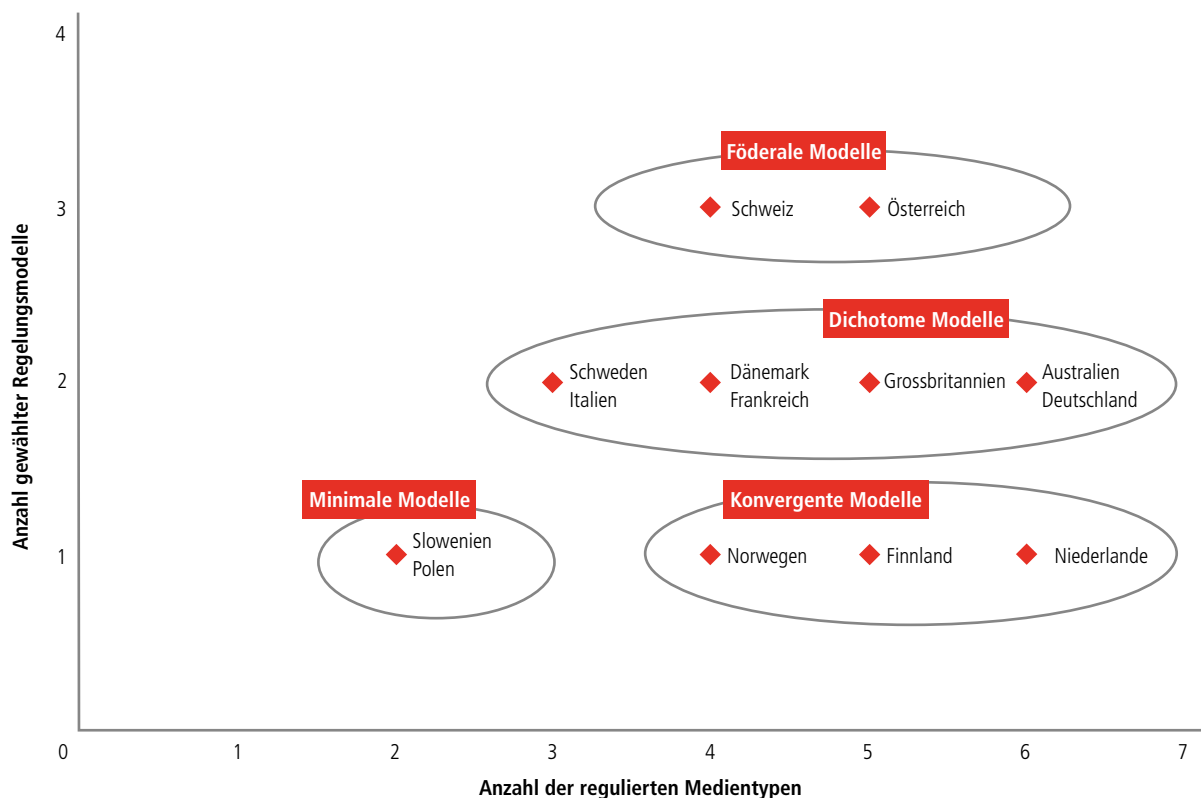 4
Föderale Modelle
3
Schweiz
Österreich
Anzahl gewählter Regelungsmodelle
Dichotome Modelle
2
Schweden
Italien
Dänemark
Frankreich
Grossbritannien
Australien
Deutschland
Minimale Modelle
Konvergente Modelle
1
Slowenien
Polen
Norwegen
Finnland
Niederlande
0
1
2
3
4
5
6
7
Anzahl der regulierten Medientypen